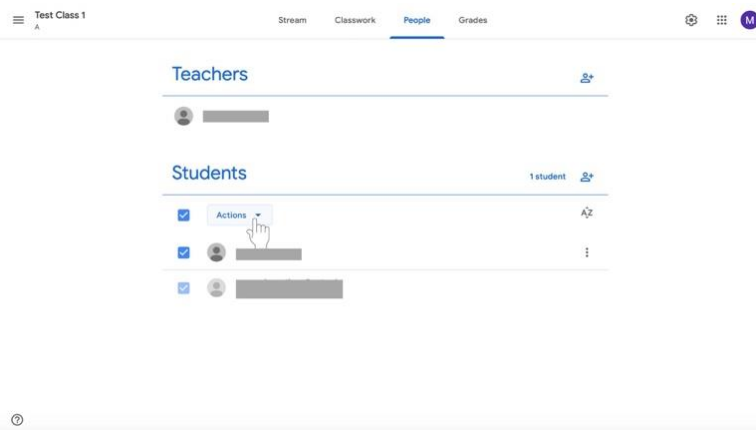 Test Class 1
A
Stream
Classwork
People
Grades
M
Teachers
Students
1 student
Actions
AZ